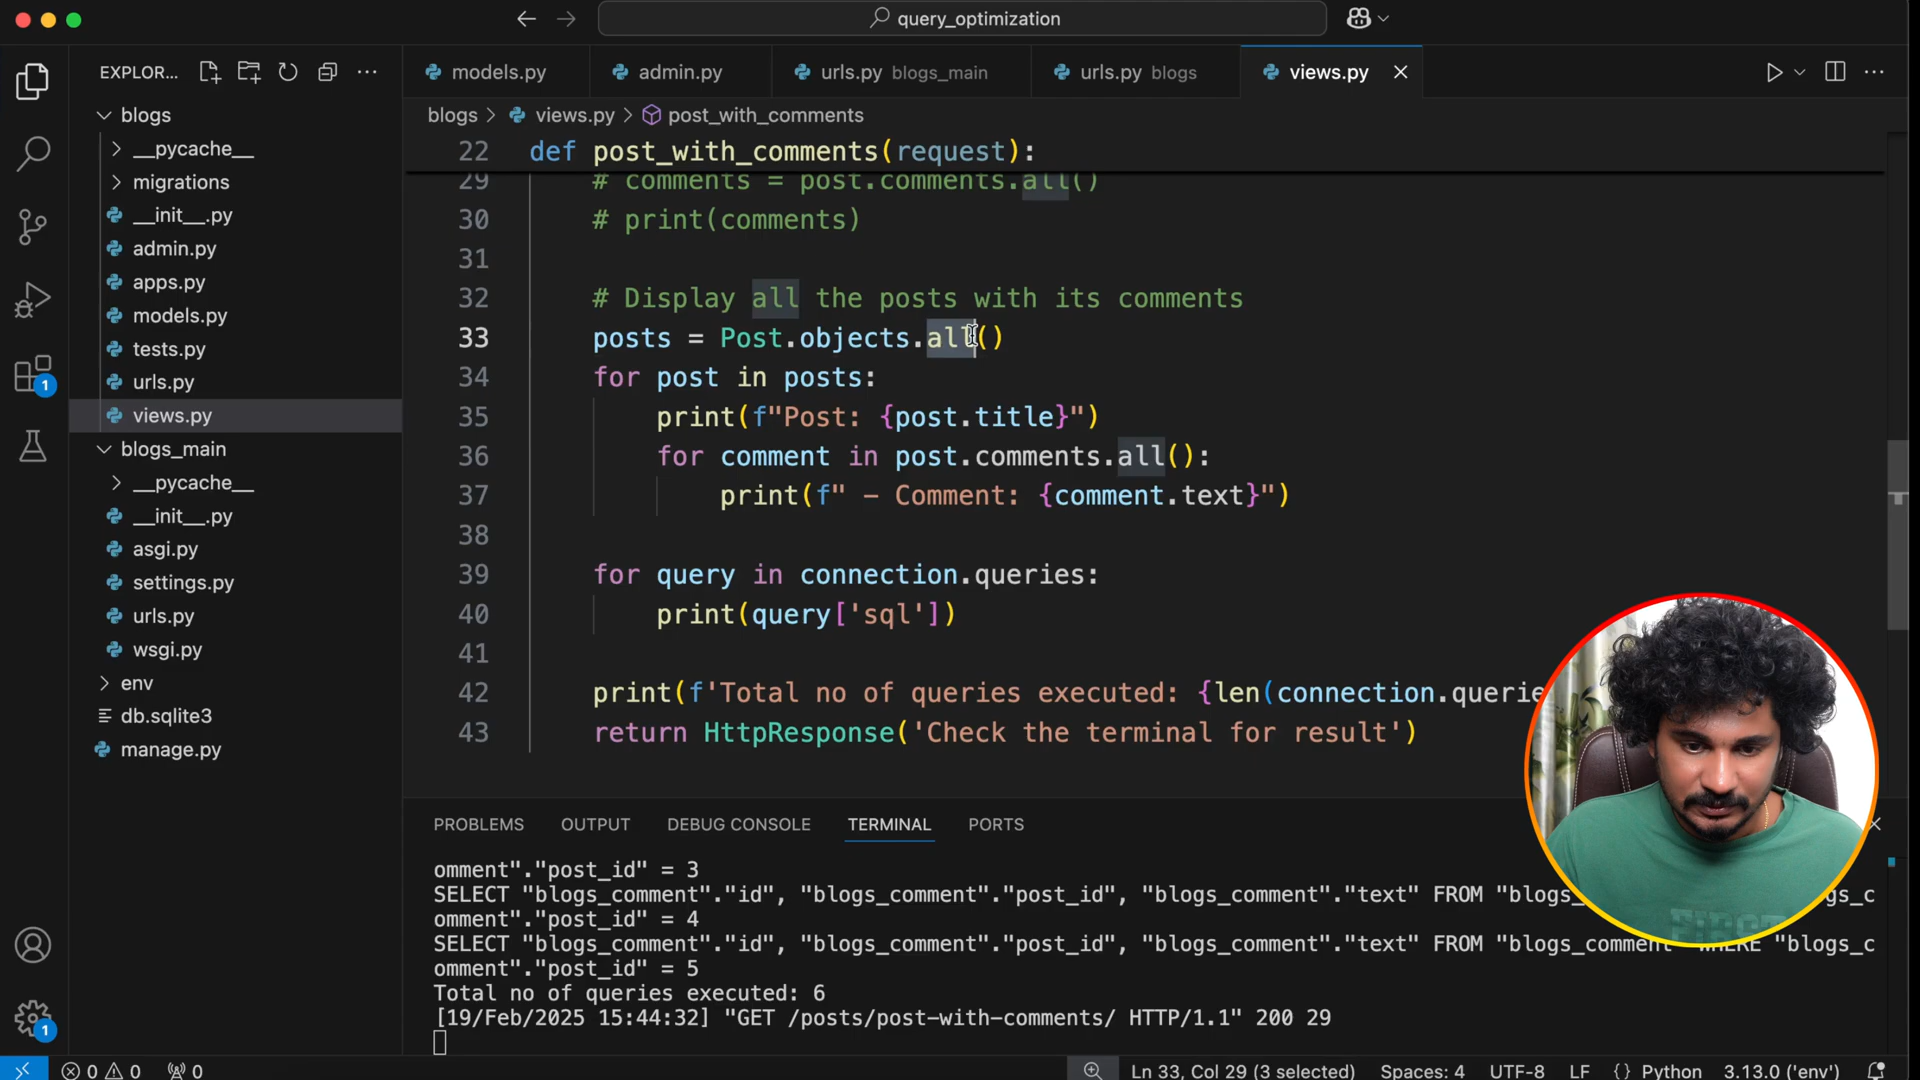 query_optimization
EXPLOR...
models.py
admin.py
urls.py blogs_main
urls.py blogs
views.py
blogs
__pycache__
migrations
__init__.py
admin.py
apps.py
models.py
tests.py
urls.py
views.py
blogs_main
__pycache__
__init__.py
asgi.py
settings.py
urls.py
wsgi.py
env
db.sqlite3
manage.py
1
1
blogs > views.py > post_with_comments
22 def post_with_comments(request):
29 # comments = post.comments.all()
30 # print(comments)
31
32 # Display all the posts with its comments
33 posts = Post.objects.all()
34 for post in posts:
35 print(f"Post: {post.title}")
36 for comment in post.comments.all():
37 print(f" - Comment: {comment.text}")
38
39 for query in connection.queries:
40 print(query['sql'])
41
42 print(f'Total no of queries executed: {len(connection.querie
43 return HttpResponse('Check the terminal for result')
PROBLEMS OUTPUT DEBUG CONSOLE TERMINAL PORTS
omment"."post_id" = 3
SELECT "blogs_comment"."id", "blogs_comment"."post_id", "blogs_comment"."text" FROM "blogs_ gs_c
omment"."post_id" = 4
SELECT "blogs_comment"."id", "blogs_comment"."post_id", "blogs_comment"."text" FROM "blogs_comment" WHERE "blogs_c
omment"."post_id" = 5
Total no of queries executed: 6
[19/Feb/2025 15:44:32] "GET /posts/post-with-comments/ HTTP/1.1" 200 29
0 0 0 Ln 33, Col 29 (3 selected) Spaces: 4 UTF-8 LF {} Python 3.13.0 ('env')